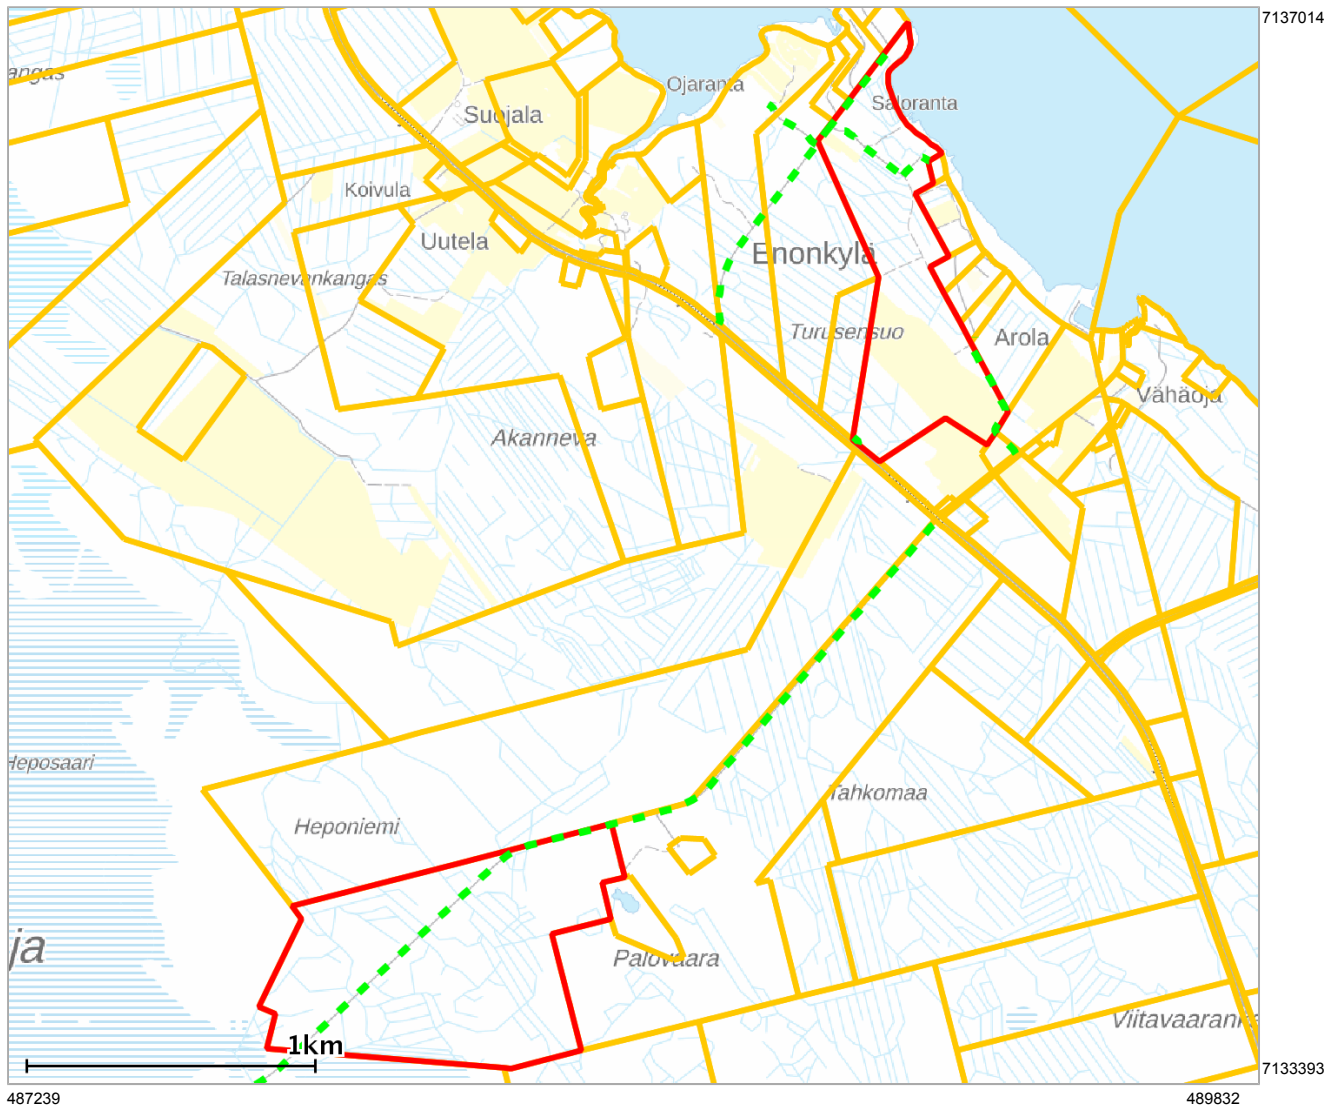 7137014
angas
Ojaranta
Saloranta
Suojala
Koivula
Uutela
Enonkylä
Talasnevankangas
Turusensuo
Arola
Vähäoja
Akanneva
Heposaari
Tahkomaa
Heponiemi
ja
Palovaara
Viitavaaranka
1km
7133393
487239
489832